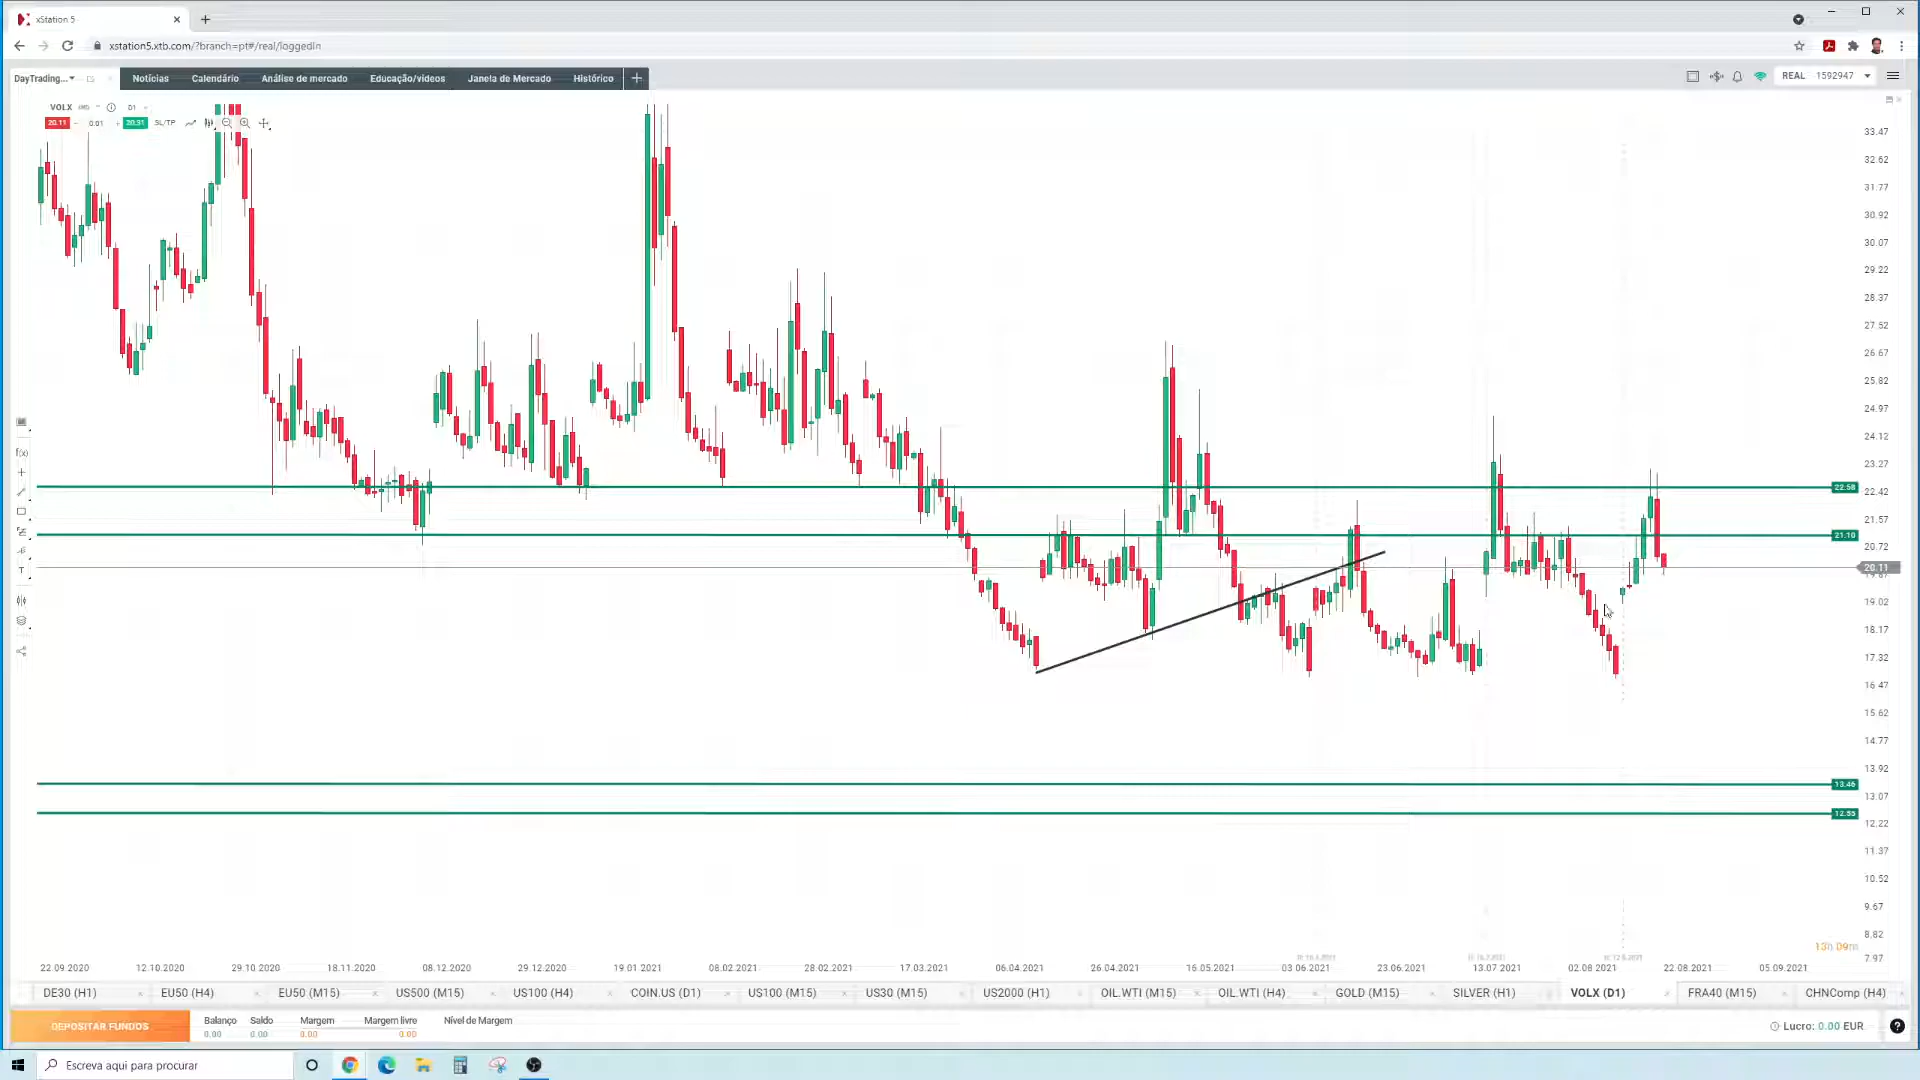 xStation 5
xstation5.xtb.com/?branch=pt#/real/loggedIn
DayTrading...
Notícias
Calendário
Análise de mercado
Educação/vídeos
Janela de Mercado
Histórico
REAL 1592947
VOLX
D1
20.11
0.01
20.31
SL/TP
33.47
32.62
31.77
30.92
30.07
29.22
28.37
27.52
26.67
25.82
24.97
24.12
23.27
22.58
22.42
21.57
21.10
20.72
20.11
19.02
18.17
17.32
16.47
15.62
14.77
13.92
13.46
13.07
12.55
12.22
11.37
10.52
9.67
8.82
7.97
f(x)
T
13h 09m
22.09.2020 12.10.2020 29.10.2020 18.11.2020 08.12.2020 29.12.2020 19.01.2021 08.02.2021 28.02.2021 17.03.2021 06.04.2021 26.04.2021 16.05.2021 03.06.2021 23.06.2021 13.07.2021 02.08.2021 22.08.2021 05.09.2021
DE30 (H1) EU50 (H4) EU50 (M15) US500 (M15) US100 (H4) COIN.US (D1) US100 (M15) US30 (M15) US2000 (H1) OIL.WTI (M15) OIL.WTI (H4) GOLD (M15) SILVER (H1) VOLX (D1) FRA40 (M15) CHNComp (H4)
DEPOSITAR FUNDOS
Balanço Saldo Margem Margem livre Nível de Margem
0.00 0.00 0.00 0.00
Lucro: 0.00 EUR
Escreva aqui para procurar